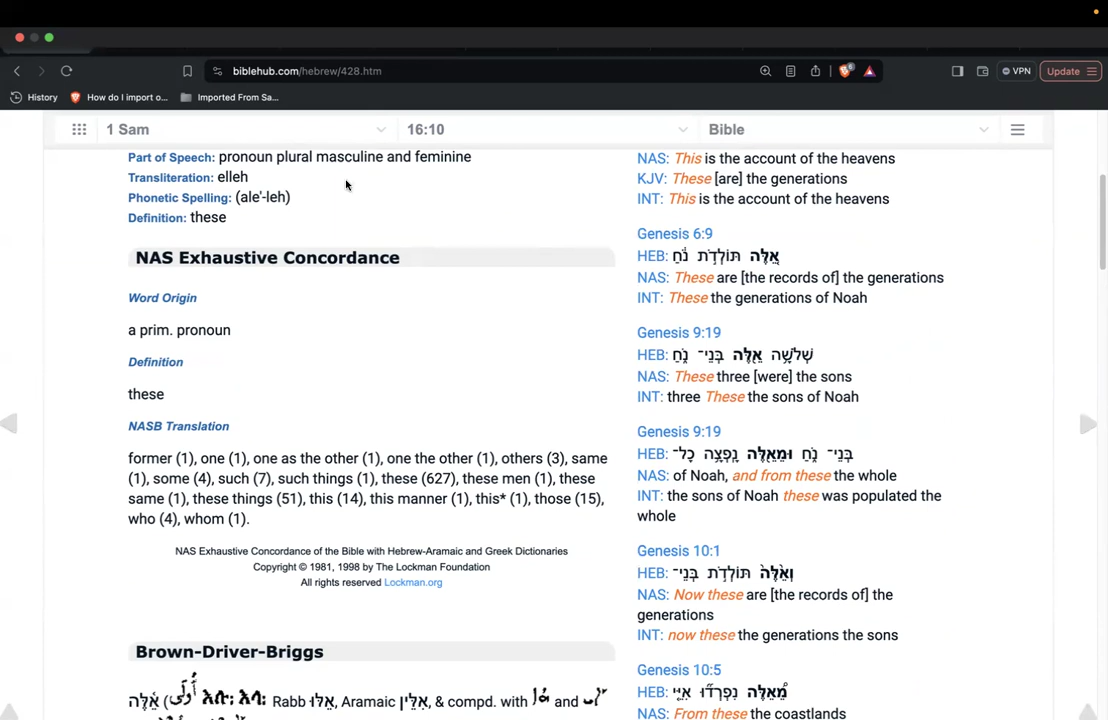 biblehub.com/hebrew/428.htm
6
VPN
Update
History
How do I import o...
Imported From Sa...
1 Sam
16:10
Bible
Part of Speech: pronoun plural masculine and feminine
Transliteration: elleh
Phonetic Spelling: (ale'-leh)
Definition: these
NAS Exhaustive Concordance
Word Origin
a prim. pronoun
Definition
these
NASB Translation
former (1), one (1), one as the other (1), one the other (1), others (3), same
(1), some (4), such (7), such things (1), these (627), these men (1), these
same (1), these things (51), this (14), this manner (1), this* (1), those (15),
who (4), whom (1).
NAS Exhaustive Concordance of the Bible with Hebrew-Aramaic and Greek Dictionaries
Copyright © 1981, 1998 by The Lockman Foundation
All rights reserved Lockman.org
Brown-Driver-Briggs
אֵלֶּה ( Rabb אֵלּוּ, Aramaic אִלֵּין, & compd. with and
NAS: This is the account of the heavens
KJV: These [are] the generations
INT: This is the account of the heavens
Genesis 6:9
HEB: אֵ֚לֶּה תּוֹלְדֹ֣ת נֹ֔חַ
NAS: These are [the records of] the generations
INT: These the generations of Noah
Genesis 9:19
HEB: שְׁלֹשָׁ֥ה אֵ֖לֶּה בְּנֵי־ נֹ֑חַ
NAS: These three [were] the sons
INT: three These the sons of Noah
Genesis 9:19
HEB: בְּנֵי־ נֹ֑חַ וּמֵאֵ֖לֶּה נָֽפְצָ֥ה כָל־
NAS: of Noah, and from these the whole
INT: the sons of Noah these was populated the
whole
Genesis 10:1
HEB: וְאֵ֙לֶּה֙ תּוֹלְדֹ֣ת בְּנֵי־
NAS: Now these are [the records of] the
generations
INT: now these the generations the sons
Genesis 10:5
HEB: מֵ֠אֵלֶּה נִפְרְד֞וּ אִיֵּ֤י
NAS: From these the coastlands